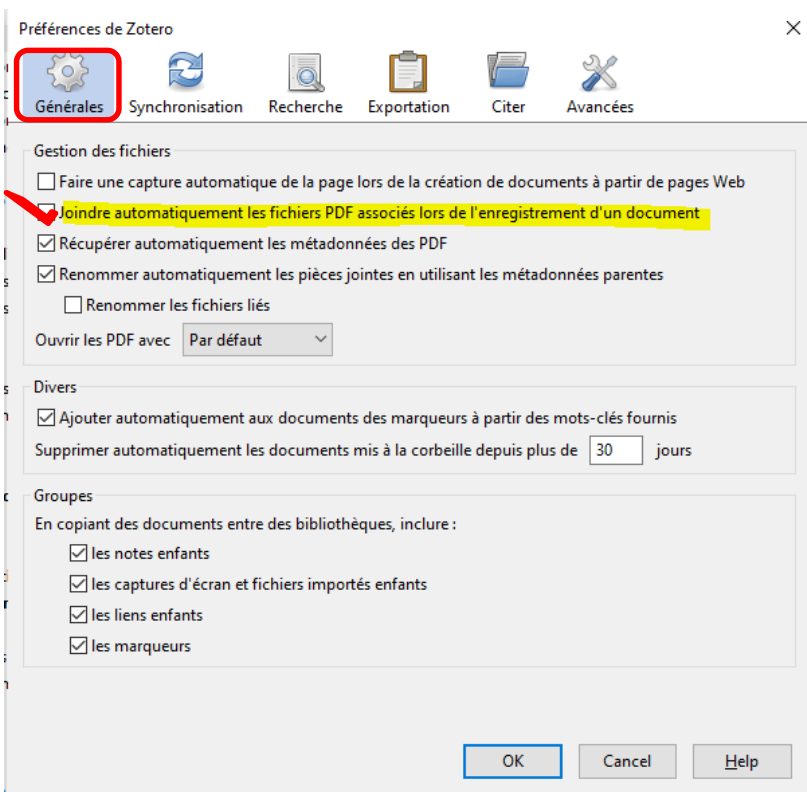 Préférences de Zotero
Générales Synchronisation Recherche Exportation Citer Avancées
Gestion des fichiers
Faire une capture automatique de la page lors de la création de documents à partir de pages Web
Joindre automatiquement les fichiers PDF associés lors de l'enregistrement d'un document
Récupérer automatiquement les métadonnées des PDF
Renommer automatiquement les pièces jointes en utilisant les métadonnées parentes
Renommer les fichiers liés
Ouvrir les PDF avec Par défaut
Divers
Ajouter automatiquement aux documents des marqueurs à partir des mots-clés fournis
Supprimer automatiquement les documents mis à la corbeille depuis plus de 30 jours
Groupes
En copiant des documents entre des bibliothèques, inclure :
les notes enfants
les captures d'écran et fichiers importés enfants
les liens enfants
les marqueurs
OK Cancel Help